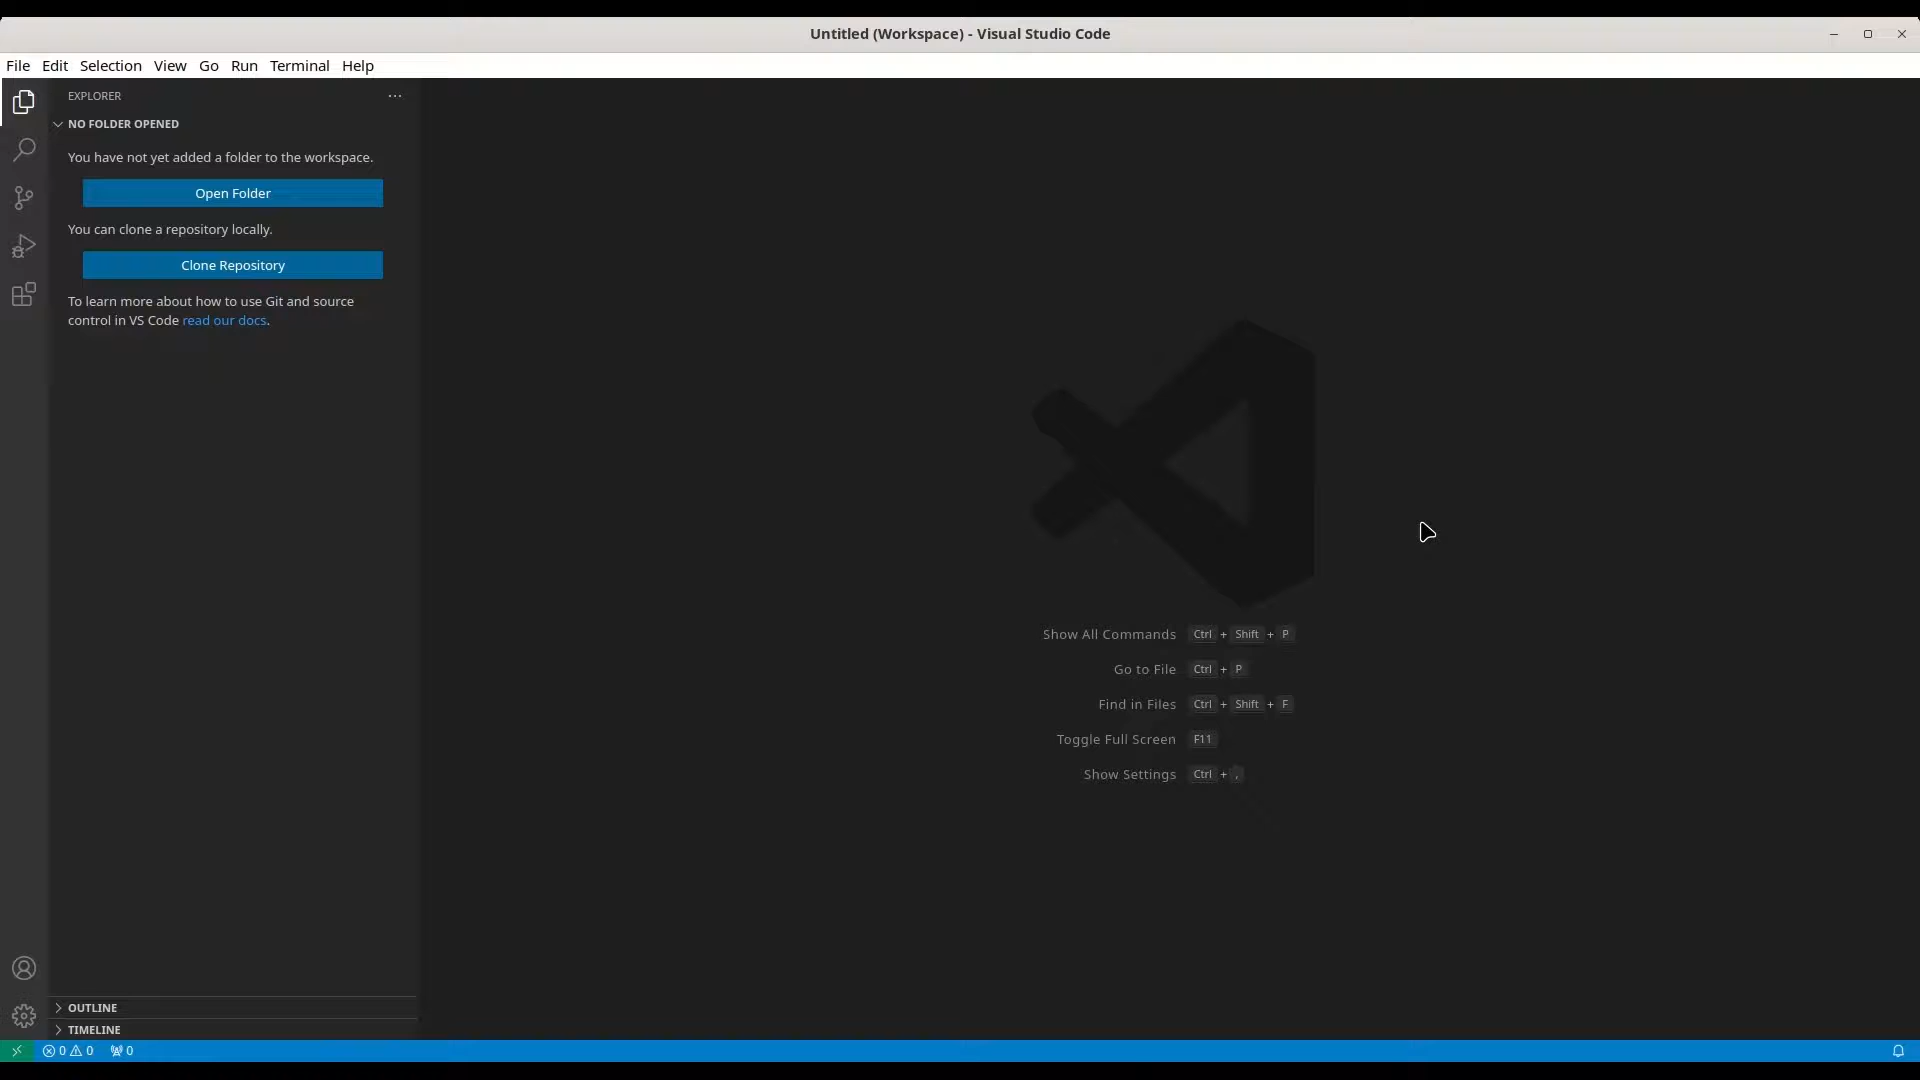 Untitled (Workspace) - Visual Studio Code
File Edit Selection View Go Run Terminal Help
EXPLORER
NO FOLDER OPENED
You have not yet added a folder to the workspace.
Open Folder
You can clone a repository locally.
Clone Repository
To learn more about how to use Git and source
control in VS Code read our docs.
Show All Commands Ctrl + Shift + P
Go to File Ctrl + P
Find in Files Ctrl + Shift + F
Toggle Full Screen F11
Show Settings Ctrl + ,
OUTLINE
TIMELINE
0 0 0